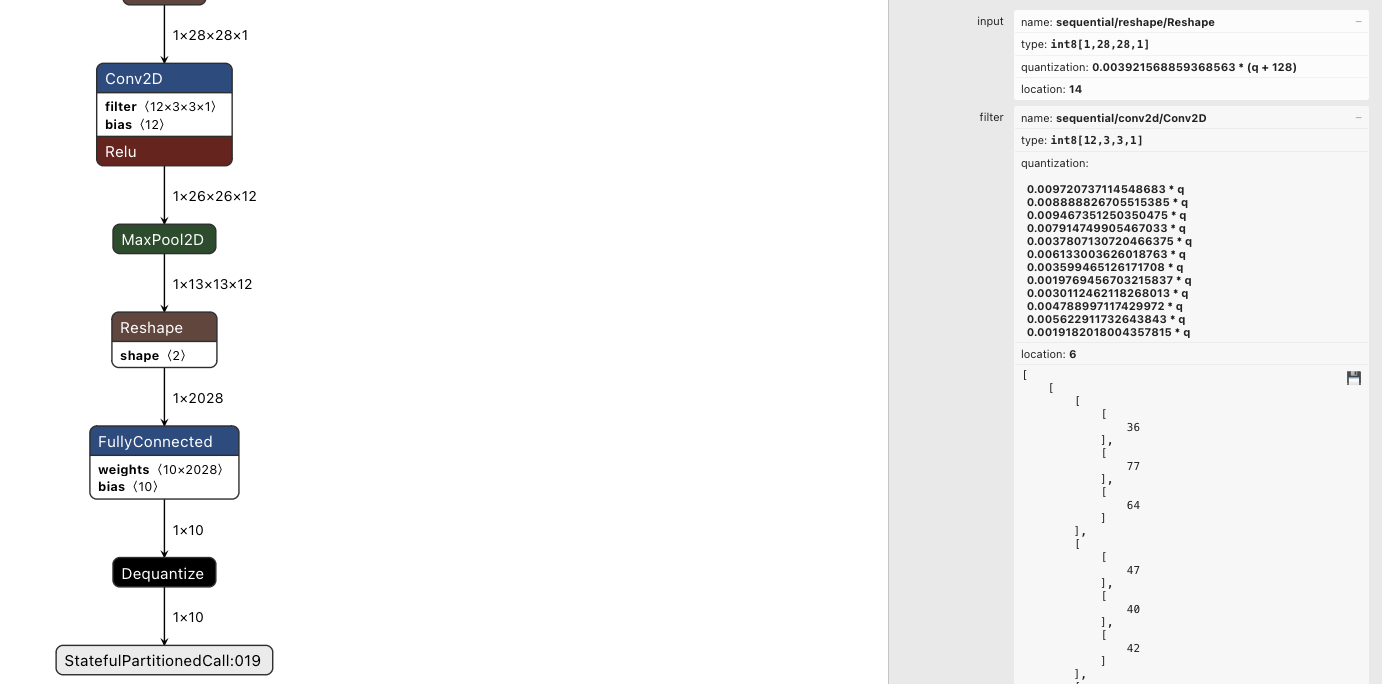 1×28×28×1
Conv2D
filter ⟨12×3×3×1⟩
bias ⟨12⟩
Relu
1×26×26×12
MaxPool2D
1×13×13×12
Reshape
shape ⟨2⟩
1×2028
FullyConnected
weights ⟨10×2028⟩
bias ⟨10⟩
1×10
Dequantize
1×10
StatefulPartitionedCall:019
input
name: sequential/reshape/Reshape
–
type: int8[1,28,28,1]
quantization: 0.003921568859368563 * (q + 128)
location: 14
filter
name: sequential/conv2d/Conv2D
–
type: int8[12,3,3,1]
quantization:
0.009720737114548683 * q
0.008888826705515385 * q
0.009467351250350475 * q
0.007914749905467033 * q
0.0037807130720466375 * q
0.006133003626018763 * q
0.003599465126171708 * q
0.0019769456703215837 * q
0.0030112462118268013 * q
0.004788997117429972 * q
0.005622911732643843 * q
0.0019182018004357815 * q
location: 6
[
[
[
[
36
],
[
77
],
[
64
]
],
[
[
47
],
[
40
],
[
42
]
],